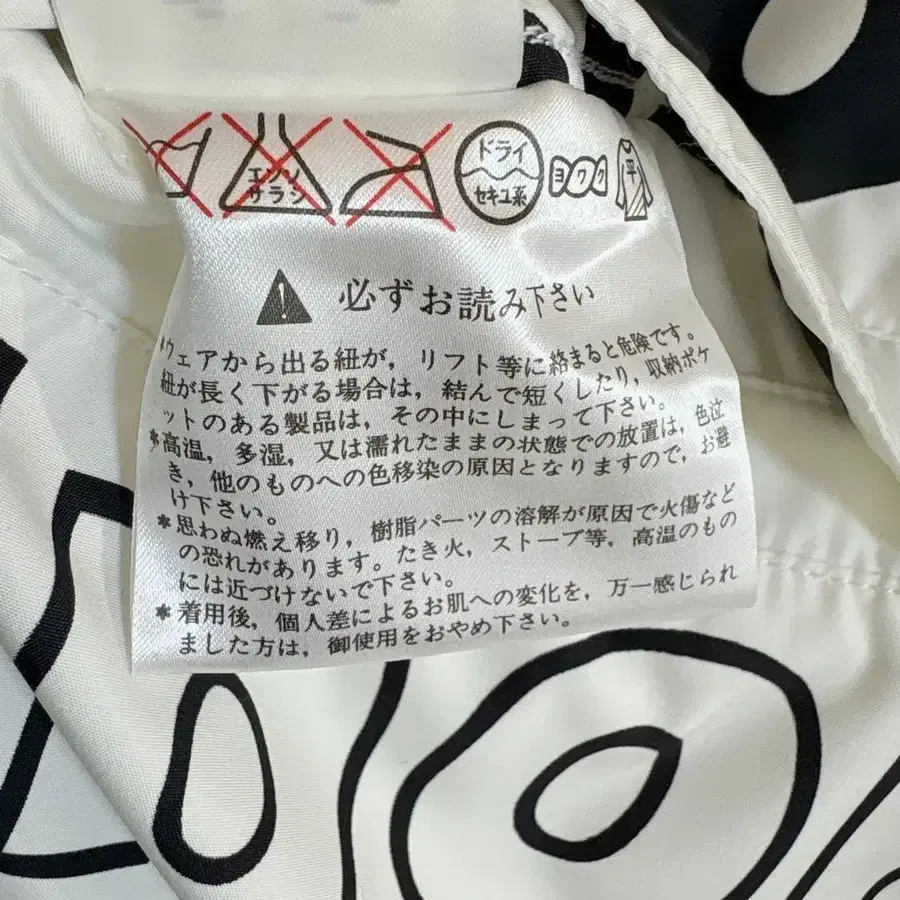 エンソ
サラシ
ドライ
セキユ系
ヨワク
平
必ずお読み下さい
*ウェアから出る紐が，リフト等に絡まると危険です。
紐が長く下がる場合は，結んで短くしたり，収納ポケ
ットのある製品は，その中にしまって下さい。
*高温，多湿，又は濡れたままの状態での放置は，色泣
き，他のものへの色移染の原因となりますので，お避
け下さい。
*思わぬ燃え移り，樹脂パーツの溶解が原因で火傷など
の恐れがあります。たき火，ストーブ等，高温のもの
には近づけないで下さい。
*着用後，個人差によるお肌への変化を，万一感じられ
ました方は，御使用をおやめ下さい。